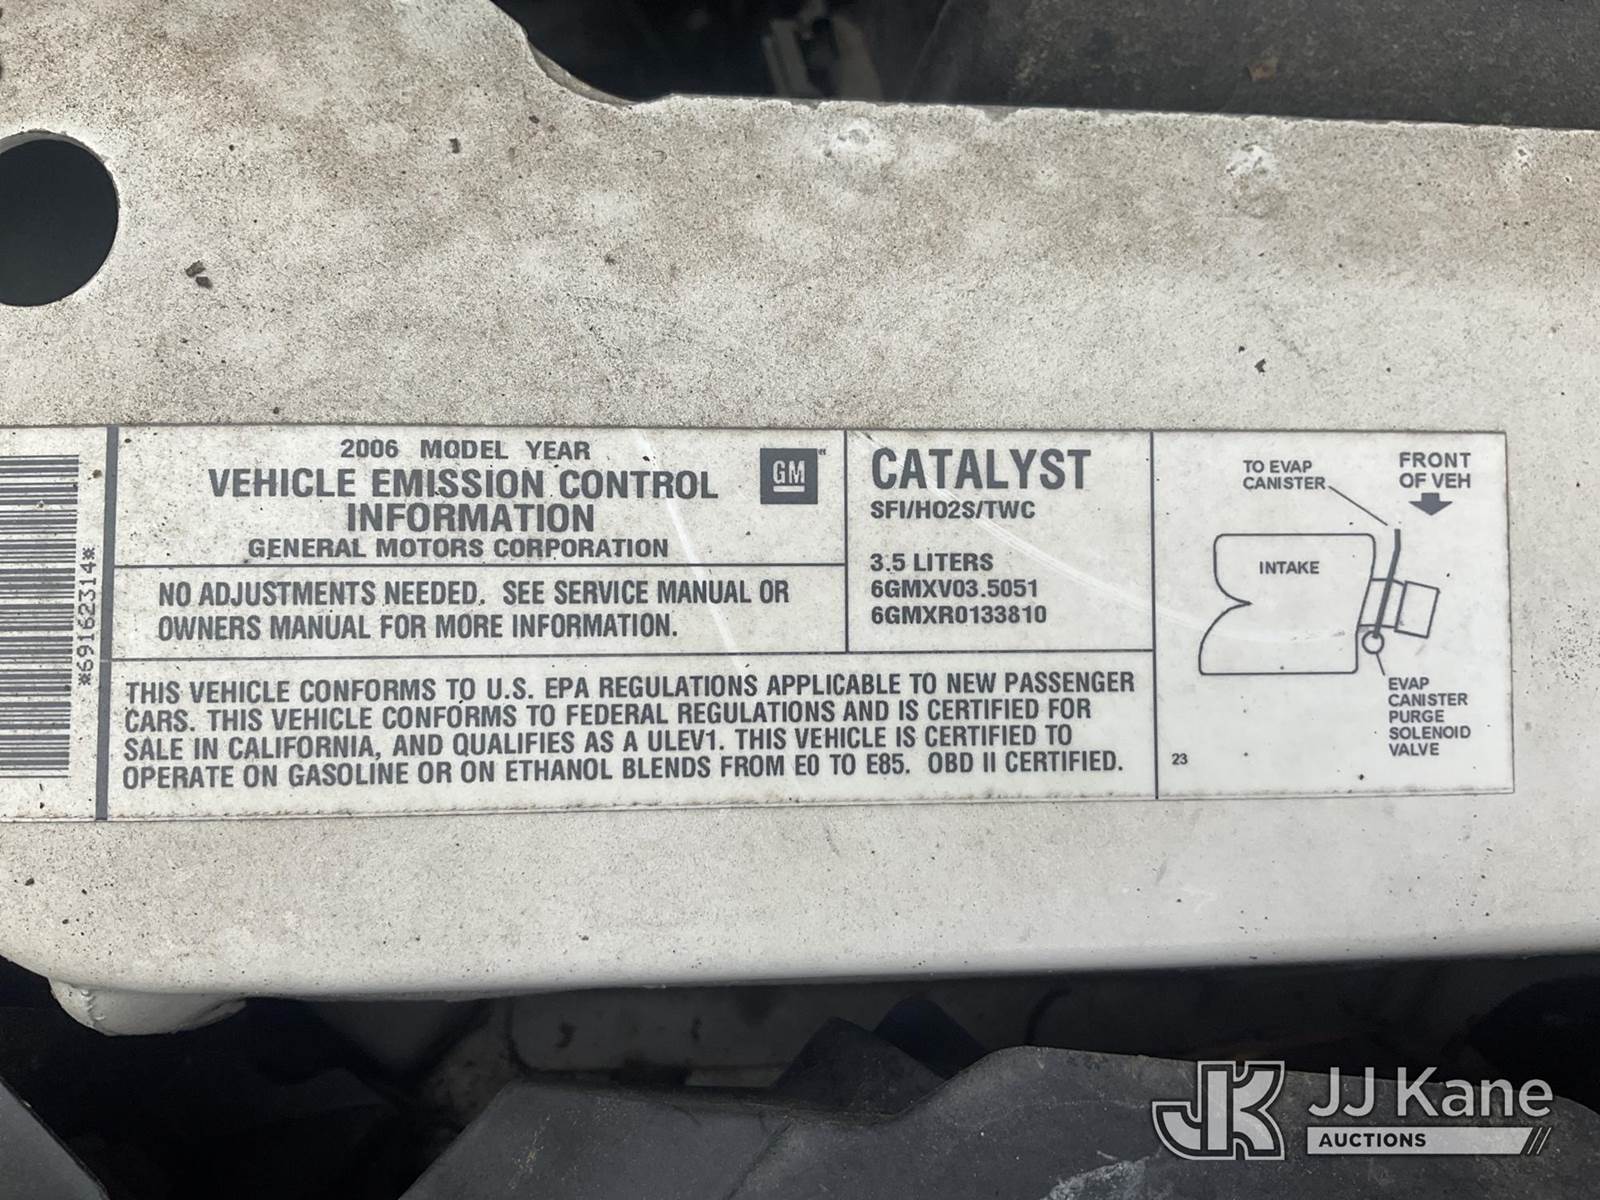 *69162314*
2006 MODEL YEAR
VEHICLE EMISSION CONTROL
INFORMATION
GENERAL MOTORS CORPORATION
GM
NO ADJUSTMENTS NEEDED. SEE SERVICE MANUAL OR
OWNERS MANUAL FOR MORE INFORMATION.
CATALYST
SFI/HO2S/TWC
3.5 LITERS
6GMXV03.5051
6GMXR0133810
THIS VEHICLE CONFORMS TO U.S. EPA REGULATIONS APPLICABLE TO NEW PASSENGER
CARS. THIS VEHICLE CONFORMS TO FEDERAL REGULATIONS AND IS CERTIFIED FOR
SALE IN CALIFORNIA, AND QUALIFIES AS A ULEV1. THIS VEHICLE IS CERTIFIED TO
OPERATE ON GASOLINE OR ON ETHANOL BLENDS FROM E0 TO E85. OBD II CERTIFIED.
TO EVAP
CANISTER
FRONT
OF VEH
INTAKE
EVAP
CANISTER
PURGE
SOLENOID
VALVE
23
JK JJ Kane
AUCTIONS